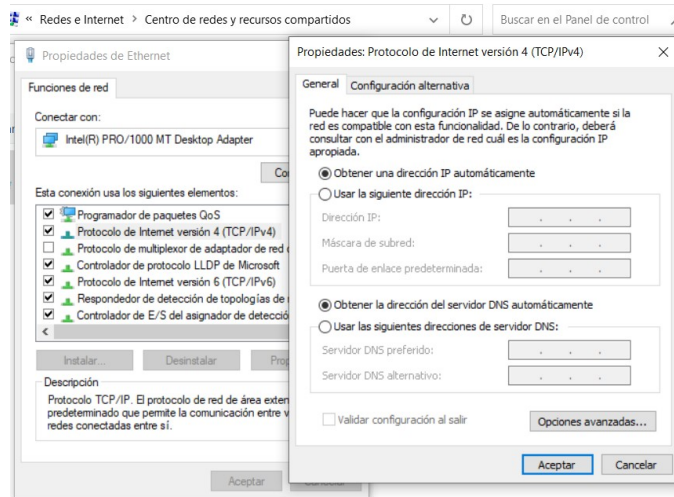 « Redes e Internet > Centro de redes y recursos compartidos
Buscar en el Panel de control
Propiedades de Ethernet
Funciones de red
Conectar con:
Intel(R) PRO/1000 MT Desktop Adapter
Esta conexión usa los siguientes elementos:
Programador de paquetes QoS
Protocolo de Internet versión 4 (TCP/IPv4)
Protocolo de multiplexor de adaptador de red
Controlador de protocolo LLDP de Microsoft
Protocolo de Internet versión 6 (TCP/IPv6)
Respondedor de detección de topologías de
Controlador de E/S del asignador de detecció
Instalar...
Desinstalar
Descripción
Protocolo TCP/IP. El protocolo de red de área exten
predeterminado que permite la comunicación entre v
redes conectadas entre sí.
Aceptar
Propiedades: Protocolo de Internet versión 4 (TCP/IPv4)
General
Configuración alternativa
Puede hacer que la configuración IP se asigne automáticamente si la
red es compatible con esta funcionalidad. De lo contrario, deberá
consultar con el administrador de red cuál es la configuración IP
apropiada.
Obtener una dirección IP automáticamente
Usar la siguiente dirección IP:
Dirección IP:
Máscara de subred:
Puerta de enlace predeterminada:
Obtener la dirección del servidor DNS automáticamente
Usar las siguientes direcciones de servidor DNS:
Servidor DNS preferido:
Servidor DNS alternativo:
Validar configuración al salir
Opciones avanzadas...
Aceptar
Cancelar